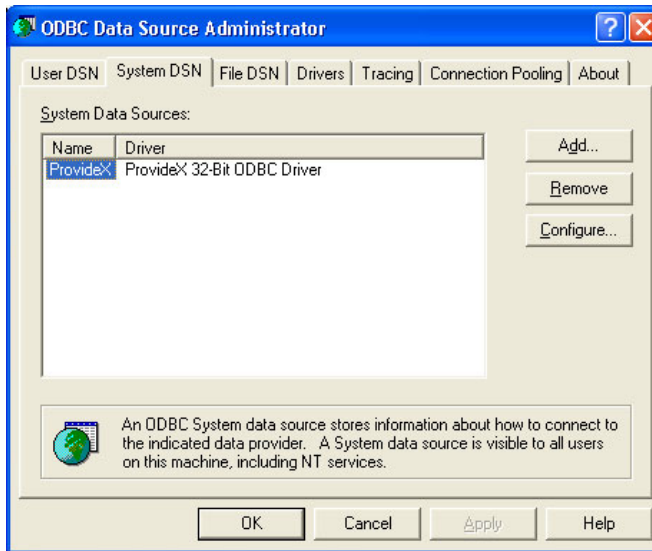 ODBC Data Source Administrator
User DSN System DSN File DSN Drivers Tracing Connection Pooling About
System Data Sources:
Name Driver
ProvideX ProvideX 32-Bit ODBC Driver
Add...
Remove
Configure...
An ODBC System data source stores information about how to connect to
the indicated data provider. A System data source is visible to all users
on this machine, including NT services.
OK Cancel Apply Help